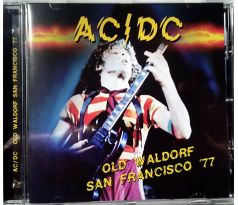 AC/DC
OLD WALDORF
SAN FRANCISCO '77
AC/DC OLD WALDORF SAN FRANCISCO '77